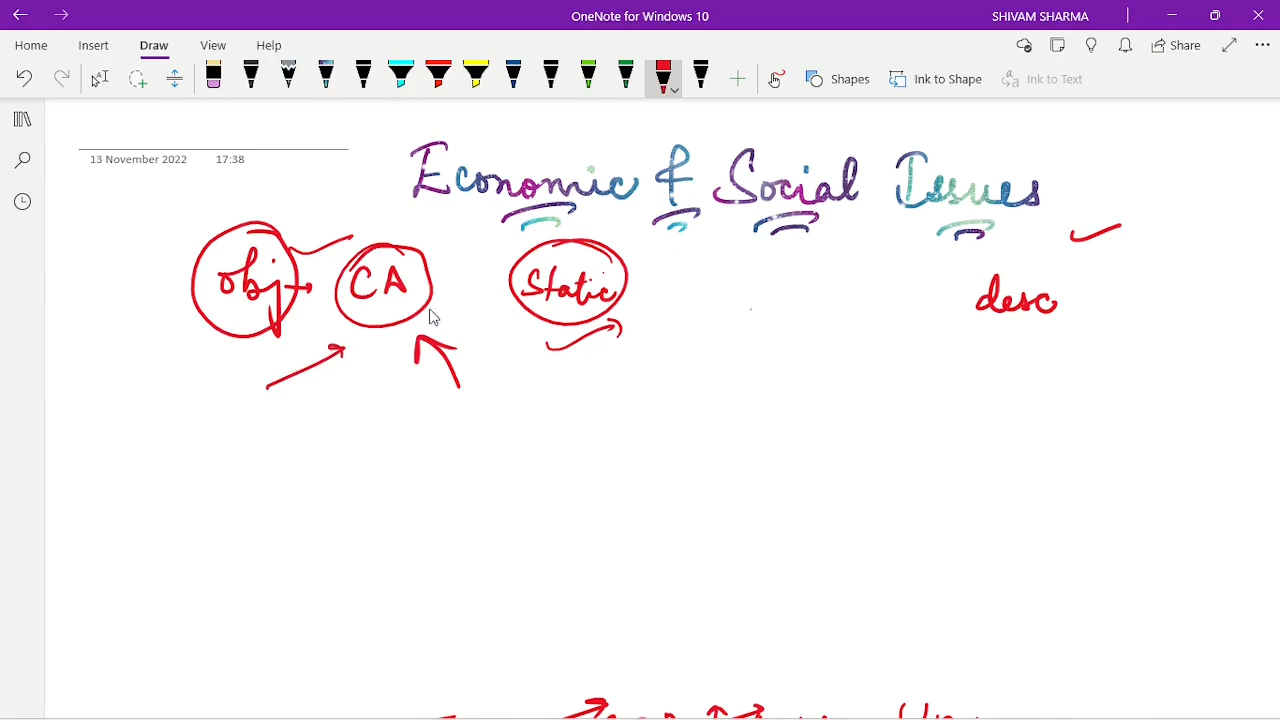 OneNote for Windows 10
SHIVAM SHARMA
Home Insert Draw View Help
Share
Shapes Ink to Shape Ink to Text
13 November 2022 17:38
Economic & Social Issues
Obj CA Static desc